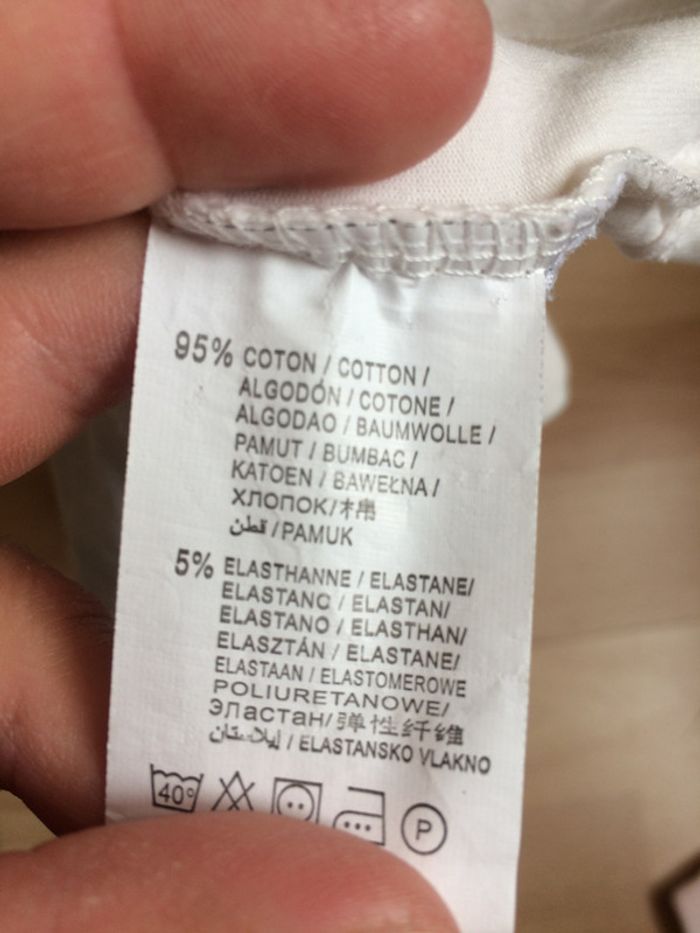 95% COTON / COTTON /
ALGODÓN / COTONE /
ALGODAO / BAUMWOLLE /
PAMUT / BUMBAC /
KATOEN / BAWEŁNA /
ХЛОПОК/棉
قطن /PAMUK
5% ELASTHANNE / ELASTANE/
ELASTANO / ELASTAN/
ELASTANO / ELASTHAN/
ELASZTÁN / ELASTANE/
ELASTAAN / ELASTOMEROWE
POLIURETANOWE/
Эластан/弹性纤维
إيلاستان / ELASTANSKO VLAKNO
40° P